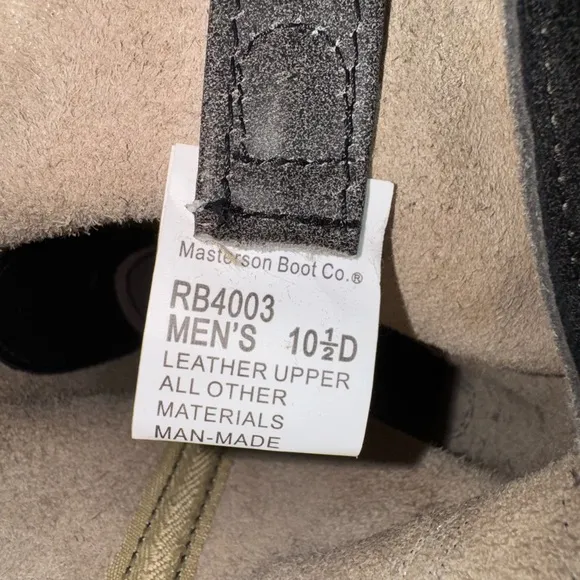 Masterson Boot Co.®
RB4003
MEN'S 10½D
LEATHER UPPER
ALL OTHER
MATERIALS
MAN-MADE